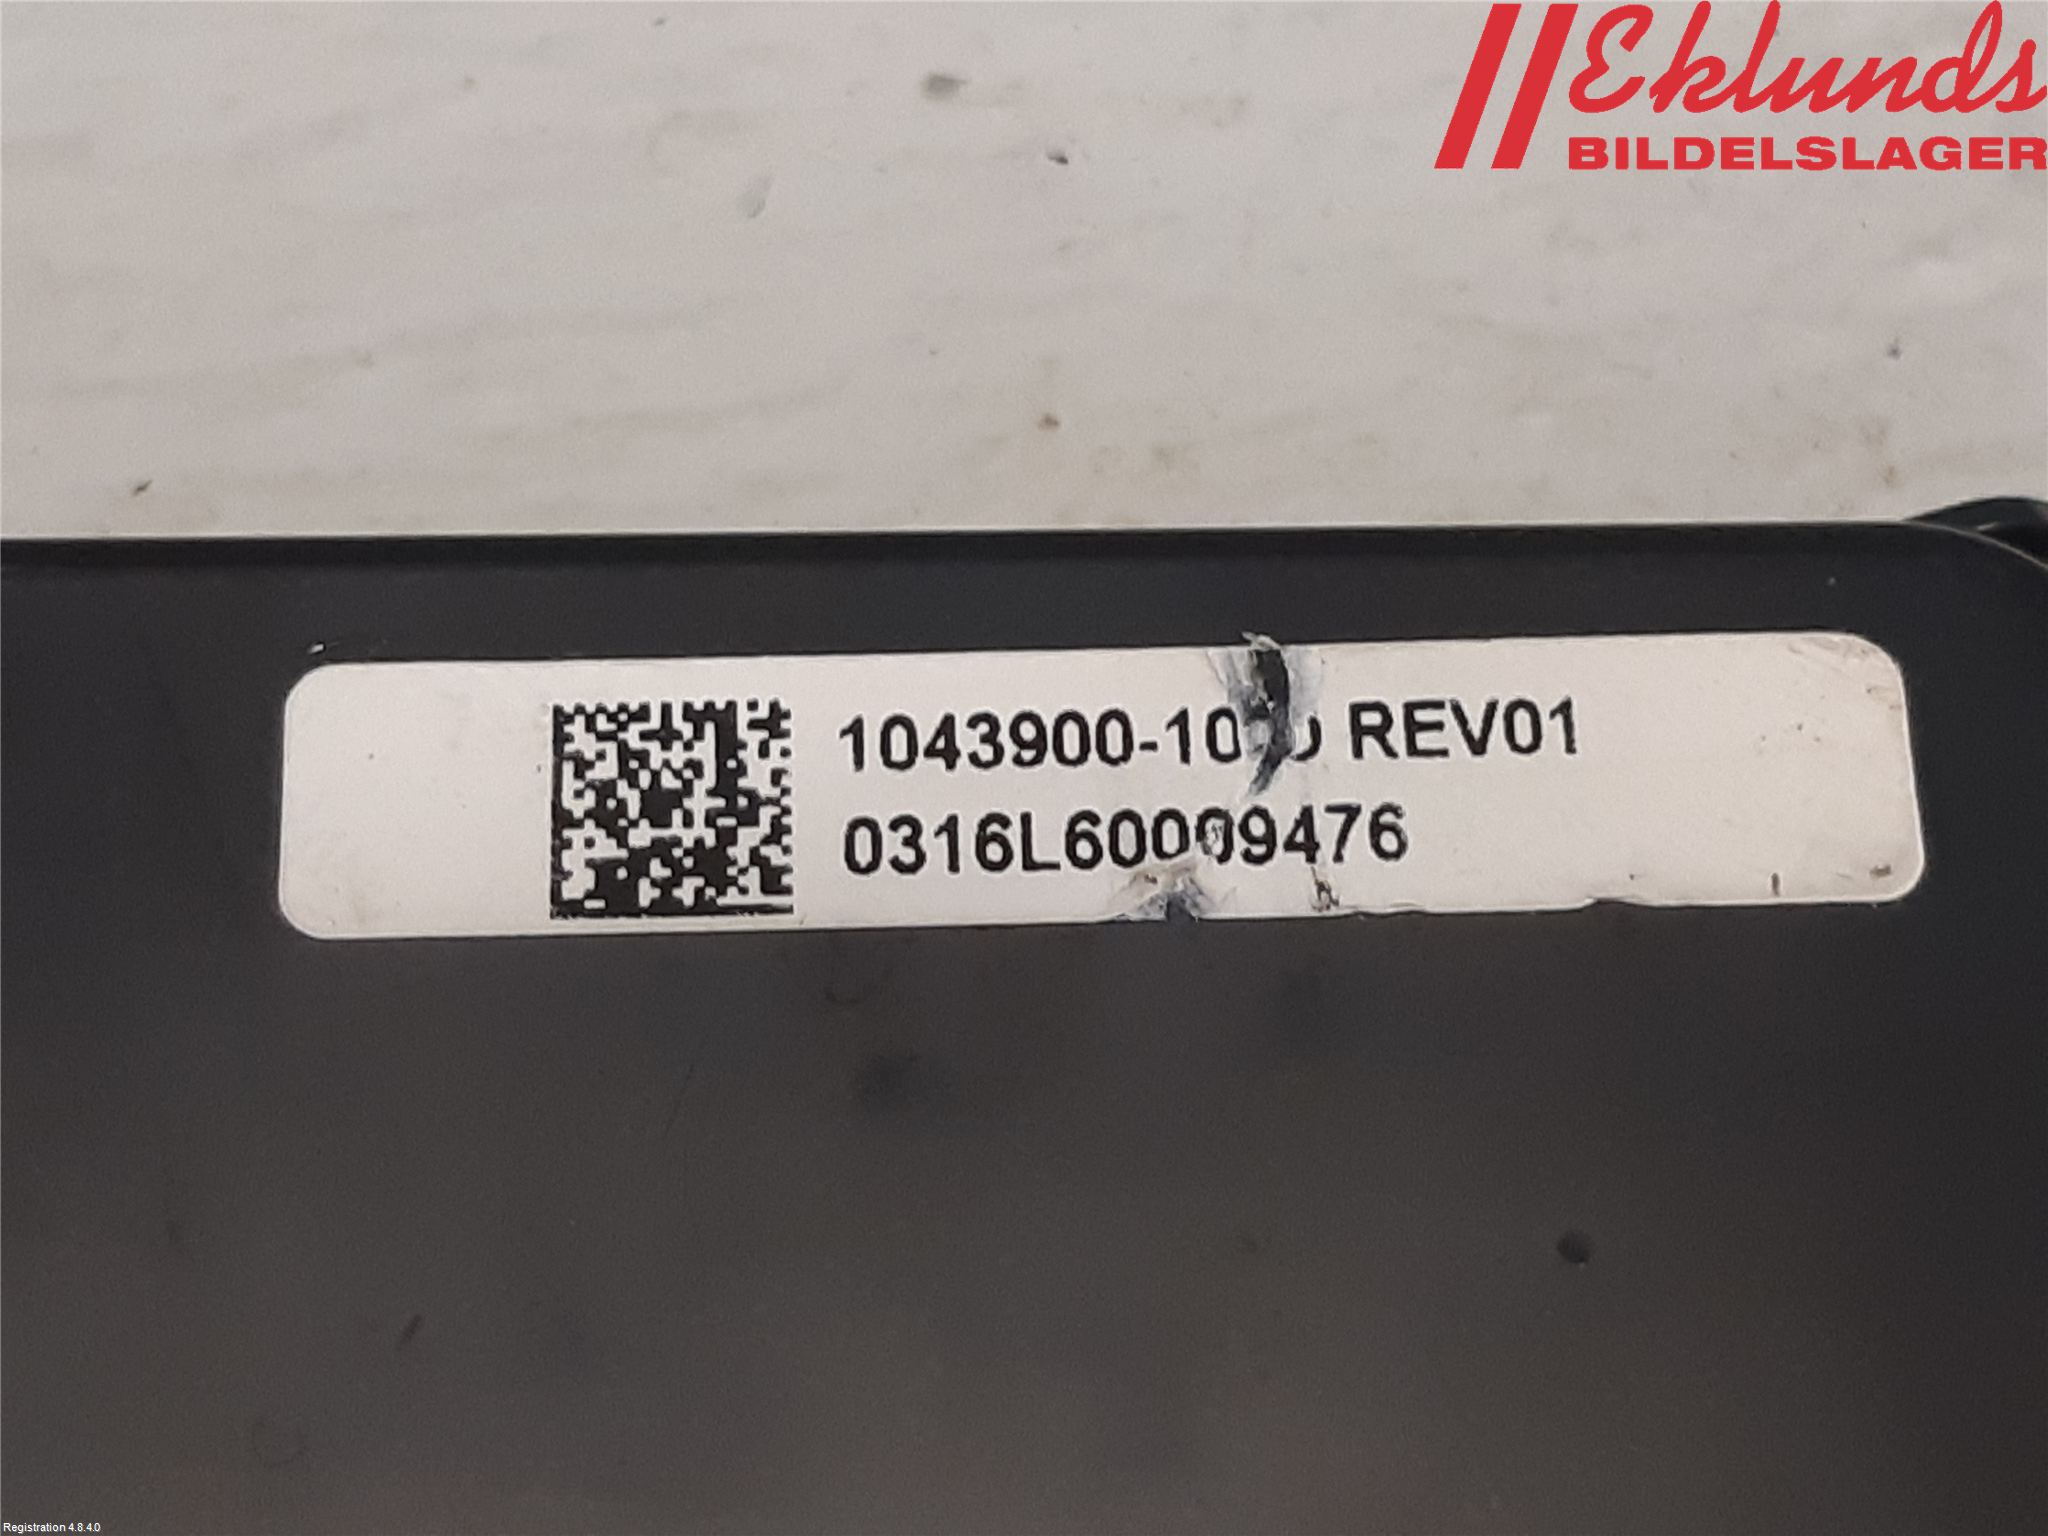 Eklunds
BILDELSLAGER
REV01
0316L60009476
Registration 4.8.4.0